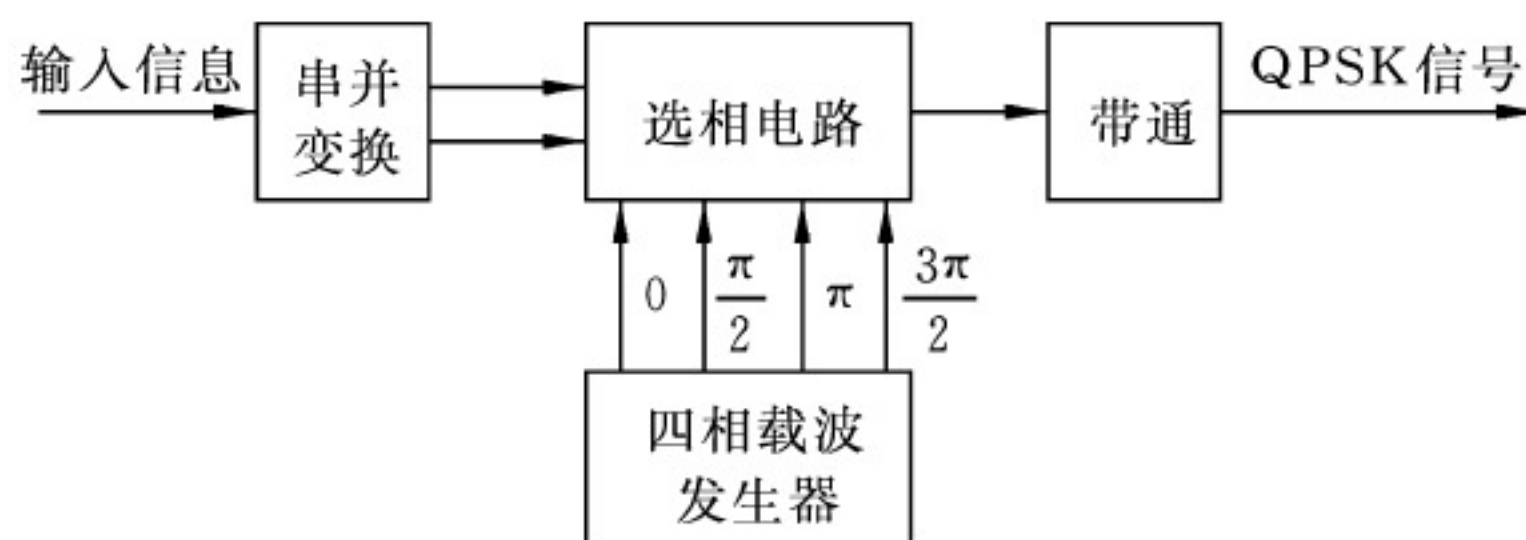 输入信息
串并
变换
选相电路
带通
QPSK信号
0
π/2
π
3π/2
四相载波
发生器